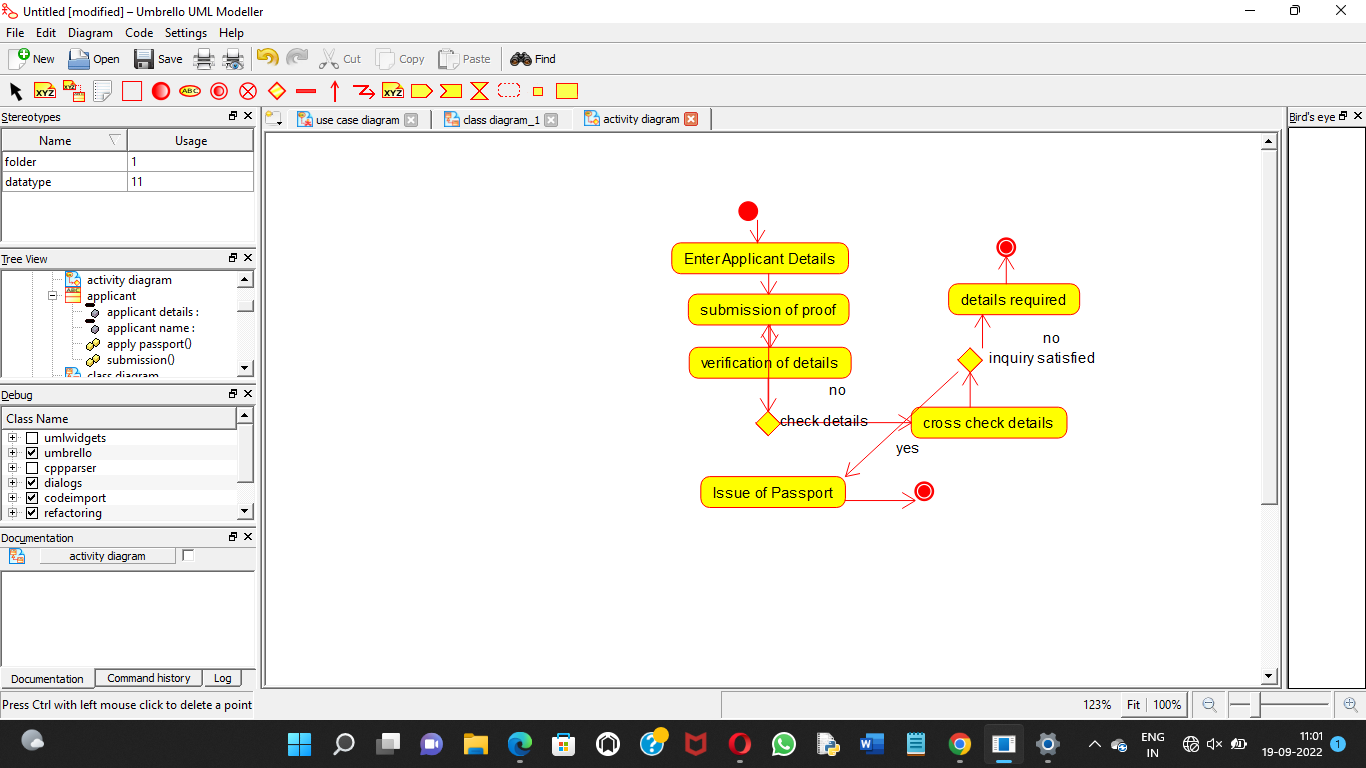 Untitled [modified] – Umbrello UML Modeller
File Edit Diagram Code Settings Help
New Open Save Cut Copy Paste Find
XYZ XYZ ABC XYZ
Stereotypes
Name Usage
folder 1
datatype 11
Tree View
activity diagram
ABC
applicant
applicant details :
applicant name :
apply passport()
submission()
class diagram
Debug
Class Name
umlwidgets
umbrello
cppparser
dialogs
codeimport
refactoring
Documentation
activity diagram
Documentation Command history Log
Press Ctrl with left mouse click to delete a point
use case diagram class diagram_1 activity diagram
Enter Applicant Details
submission of proof
verification of details
no
check details
cross check details
yes
Issue of Passport
details required
no
inquiry satisfied
Bird's eye
123% Fit 100%
ENG
IN
11:01
19-09-2022
1